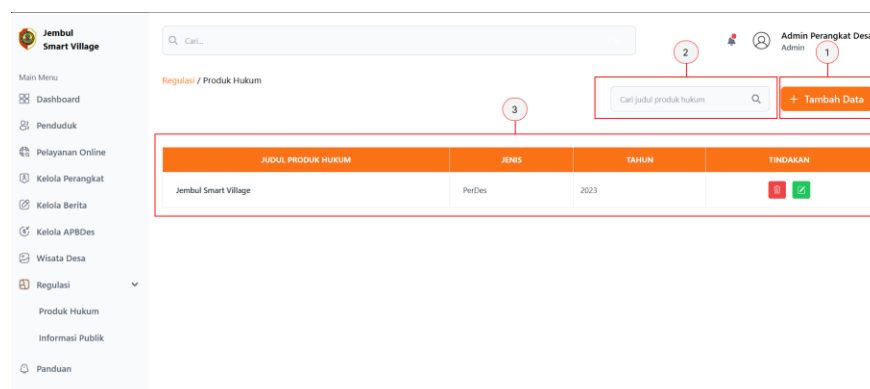 Jembul
Smart Village
Cari...
Admin Perangkat Desa
Admin
1
2
Main Menu
Dashboard
Penduduk
Pelayanan Online
Kelola Perangkat
Kelola Berita
Kelola APBDes
Wisata Desa
Regulasi
Produk Hukum
Informasi Publik
Panduan
Regulasi / Produk Hukum
Cari judul produk hukum
+ Tambah Data
3
JUDUL PRODUK HUKUM JENIS TAHUN TINDAKAN
Jembul Smart Village PerDes 2023